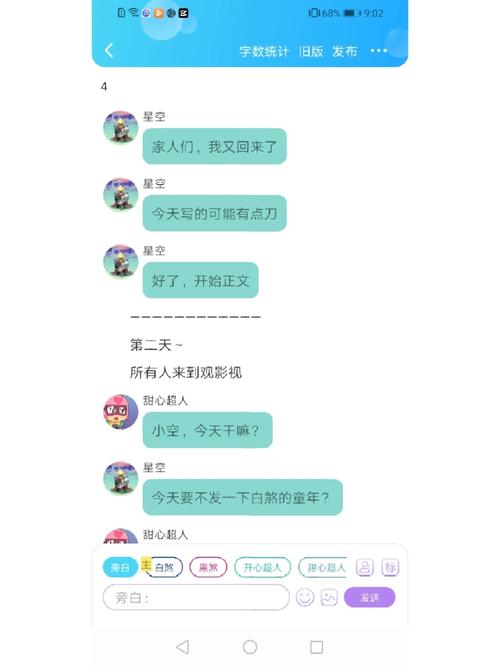 68% 9:02
字数统计 旧版 发布 ···
4
星空
家人们，我又回来了
星空
今天写的可能有点刀
星空
好了，开始正文
————————————
第二天～
所有人来到观影视
甜心超人
小空，今天干嘛？
星空
今天要不发一下白煞的童年？
甜心超人
旁白 主 白煞 黑煞 开心超人 甜心超人 标
旁白： 发送